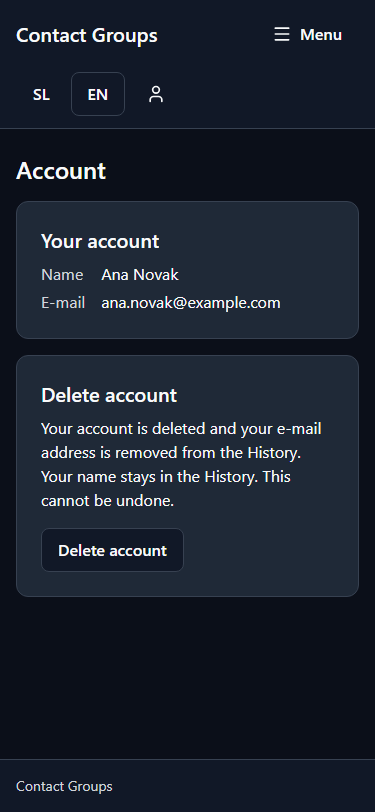 Contact Groups
Menu
SL
EN
Account
Your account
Name Ana Novak
E-mail ana.novak@example.com
Delete account
Your account is deleted and your e-mail
address is removed from the History.
Your name stays in the History. This
cannot be undone.
Delete account
Contact Groups